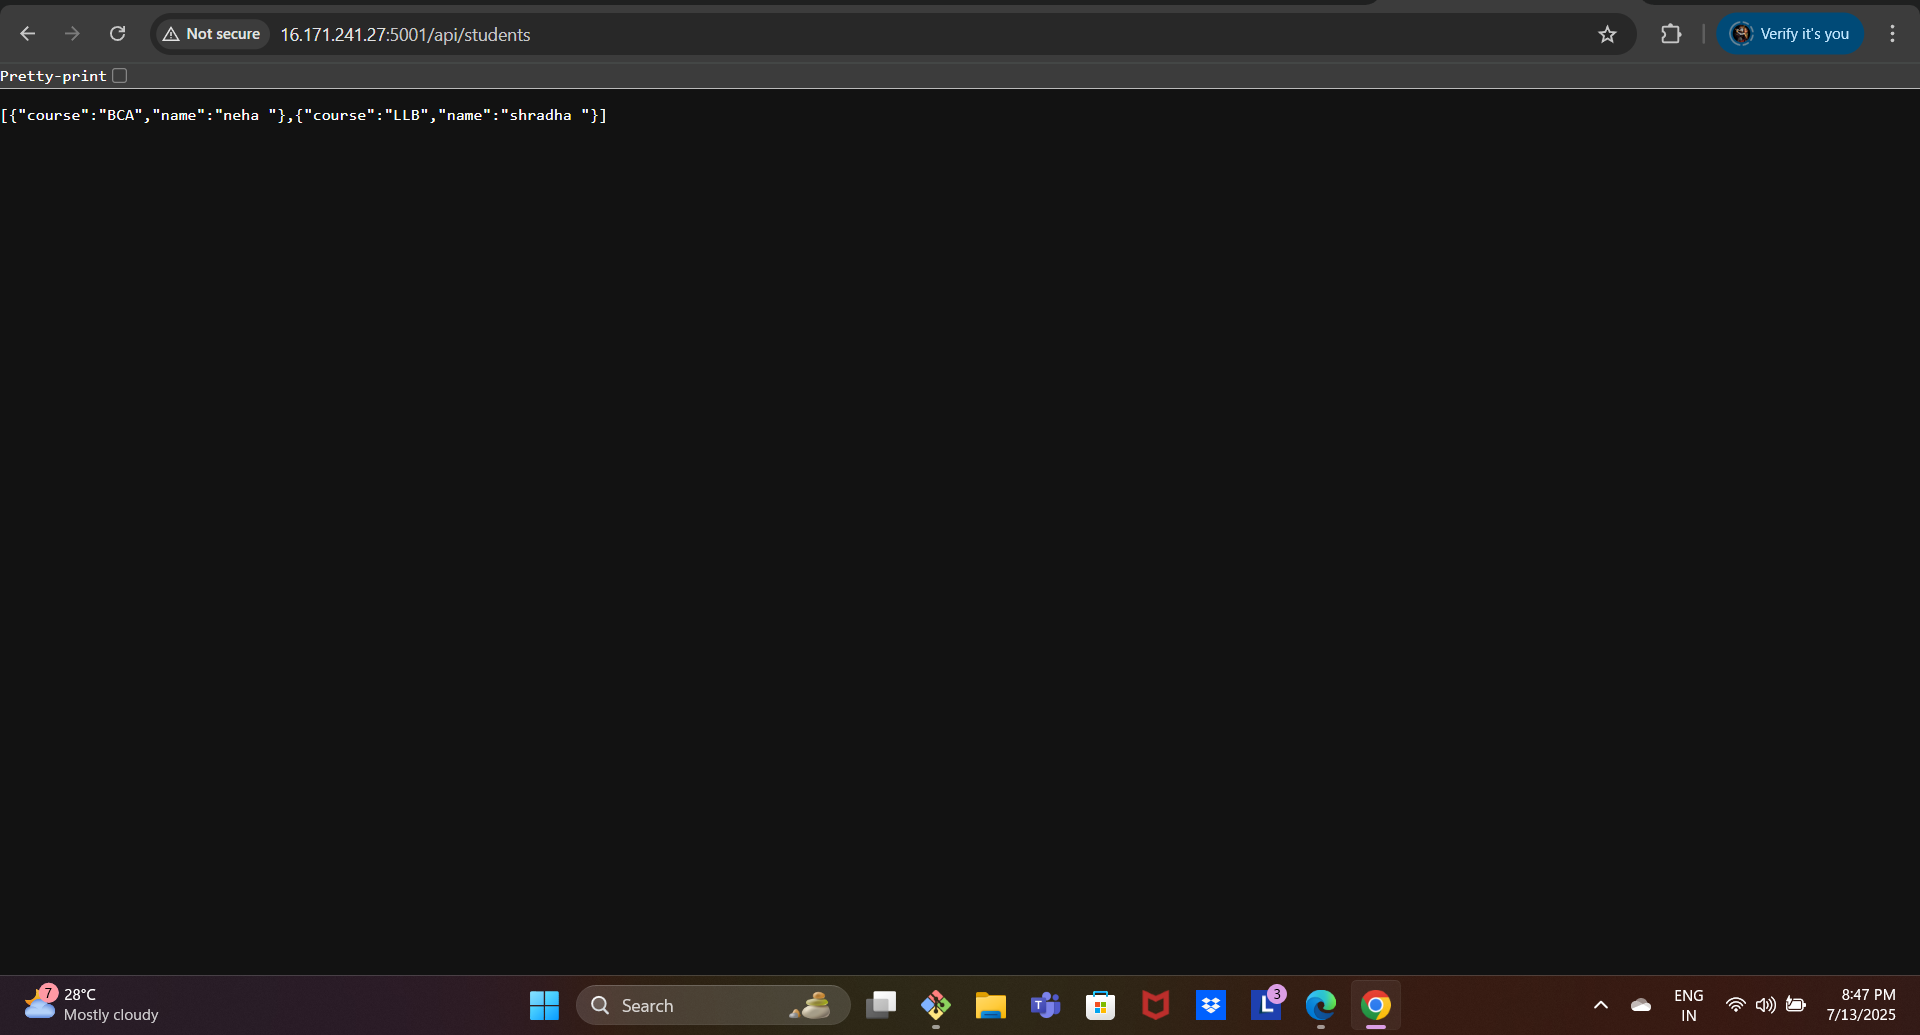 Not secure
16.171.241.27:5001/api/students
Verify it's you
Pretty-print
[{"course":"BCA","name":"neha "},{"course":"LLB","name":"shradha "}]
7
28°C
Mostly cloudy
Search
T
L
3
ENG
IN
8:47 PM
7/13/2025